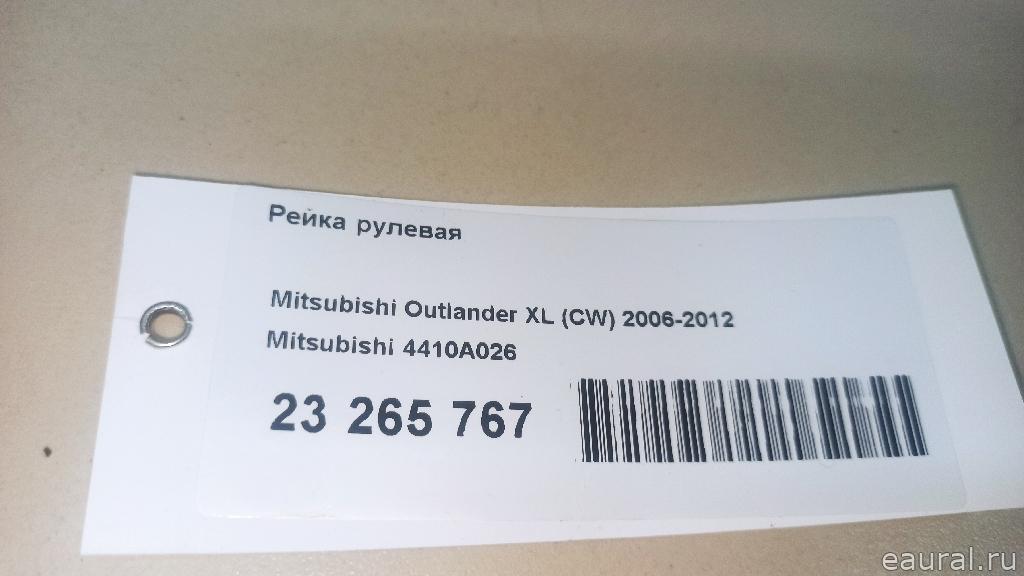 Рейка рулевая
Mitsubishi Outlander XL (CW) 2006-2012
Mitsubishi 4410A026
23 265 767
eaural.ru